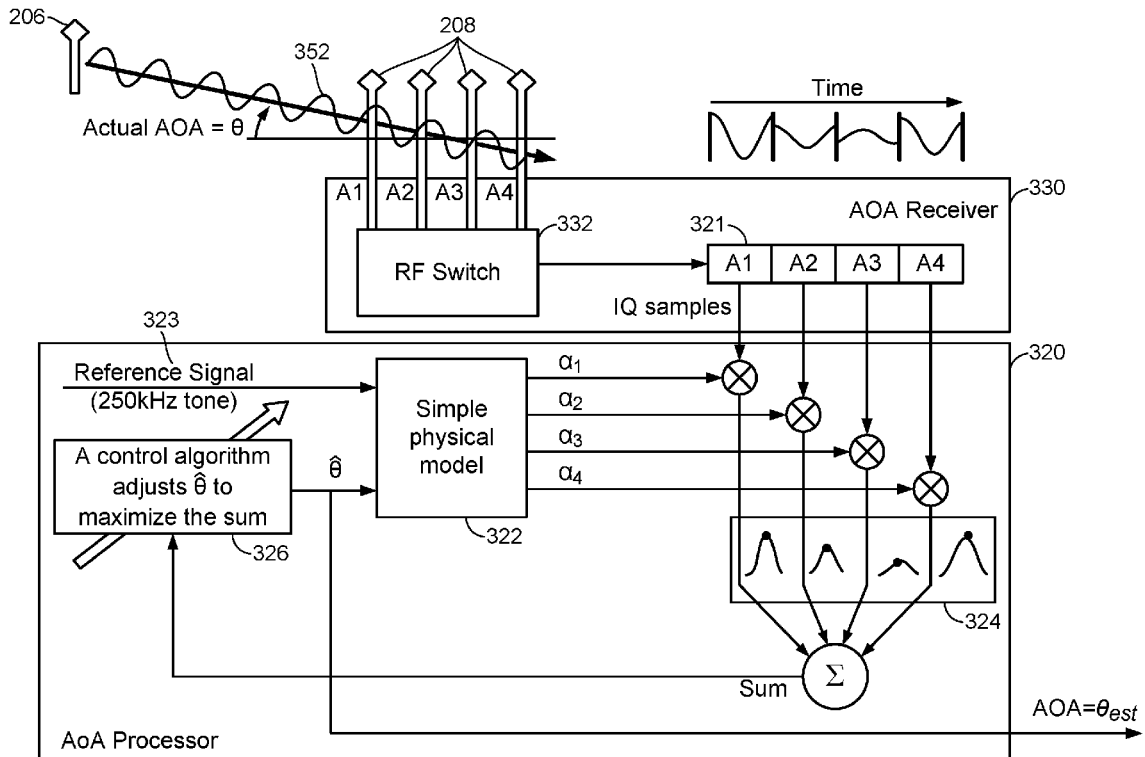 206
208
352
Time
Actual AOA = θ
A1 A2 A3 A4
330
AOA Receiver
332
RF Switch
321
A1 A2 A3 A4
IQ samples
323
320
Reference Signal
(250kHz tone)
Simple
physical
model
α1
α2
α3
α4
A control algorithm
adjusts θ̂ to
maximize the sum
θ̂
322
326
324
Σ
Sum
AOA=θest
AoA Processor